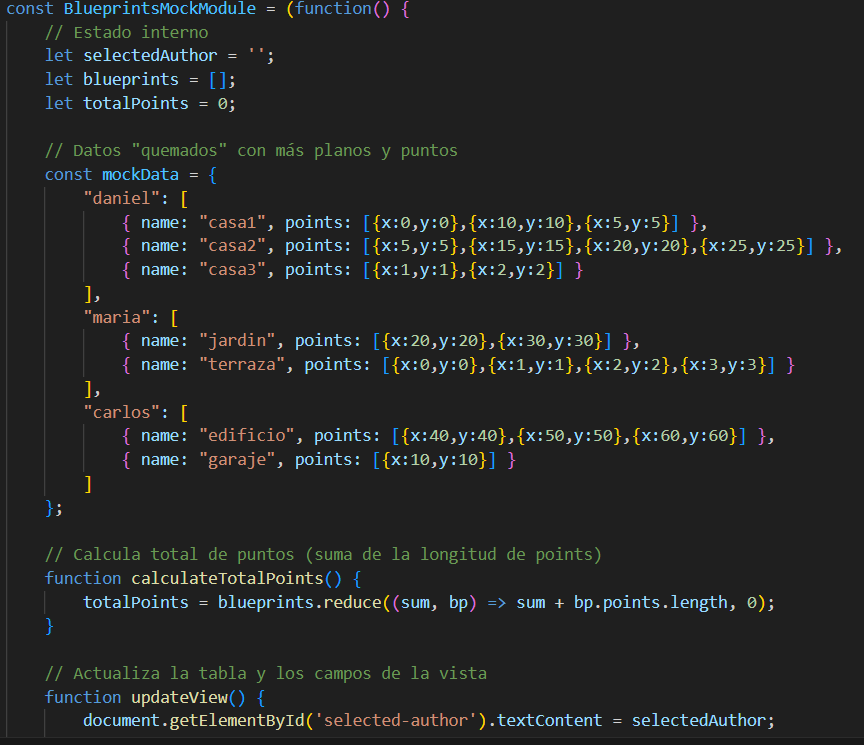 const BlueprintsMockModule = (function() {
    // Estado interno
    let selectedAuthor = '';
    let blueprints = [];
    let totalPoints = 0;

    // Datos "quemados" con más planos y puntos
    const mockData = {
        "daniel": [
            { name: "casa1", points: [{x:0,y:0},{x:10,y:10},{x:5,y:5}] },
            { name: "casa2", points: [{x:5,y:5},{x:15,y:15},{x:20,y:20},{x:25,y:25}] },
            { name: "casa3", points: [{x:1,y:1},{x:2,y:2}] }
        ],
        "maria": [
            { name: "jardin", points: [{x:20,y:20},{x:30,y:30}] },
            { name: "terraza", points: [{x:0,y:0},{x:1,y:1},{x:2,y:2},{x:3,y:3}] }
        ],
        "carlos": [
            { name: "edificio", points: [{x:40,y:40},{x:50,y:50},{x:60,y:60}] },
            { name: "garaje", points: [{x:10,y:10}] }
        ]
    };

    // Calcula total de puntos (suma de la longitud de points)
    function calculateTotalPoints() {
        totalPoints = blueprints.reduce((sum, bp) => sum + bp.points.length, 0);
    }

    // Actualiza la tabla y los campos de la vista
    function updateView() {
        document.getElementById('selected-author').textContent = selectedAuthor;